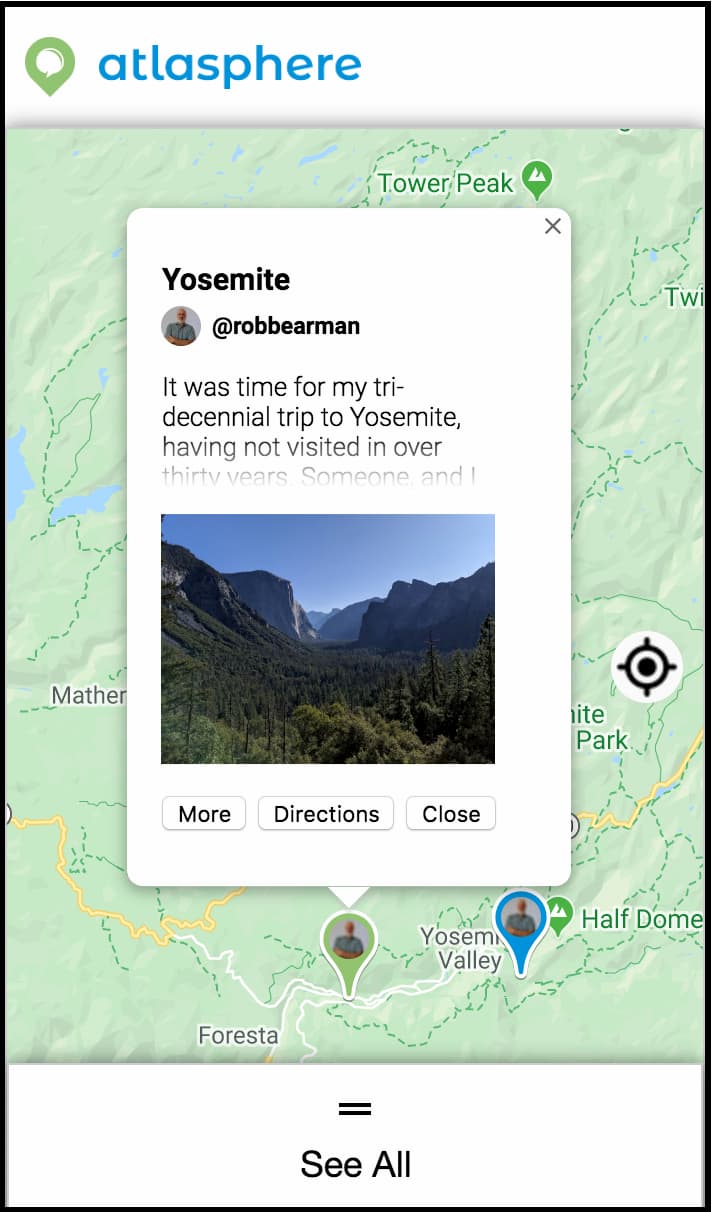 atlasphere
Tower Peak
Yosemite
@robbearman
Twi
It was time for my tri-
decennial trip to Yosemite,
having not visited in over
thirty years. Someone, and I
Mather
ite
Park
More
Directions
Close
Half Dome
Yosemi
Valley
Foresta
See All